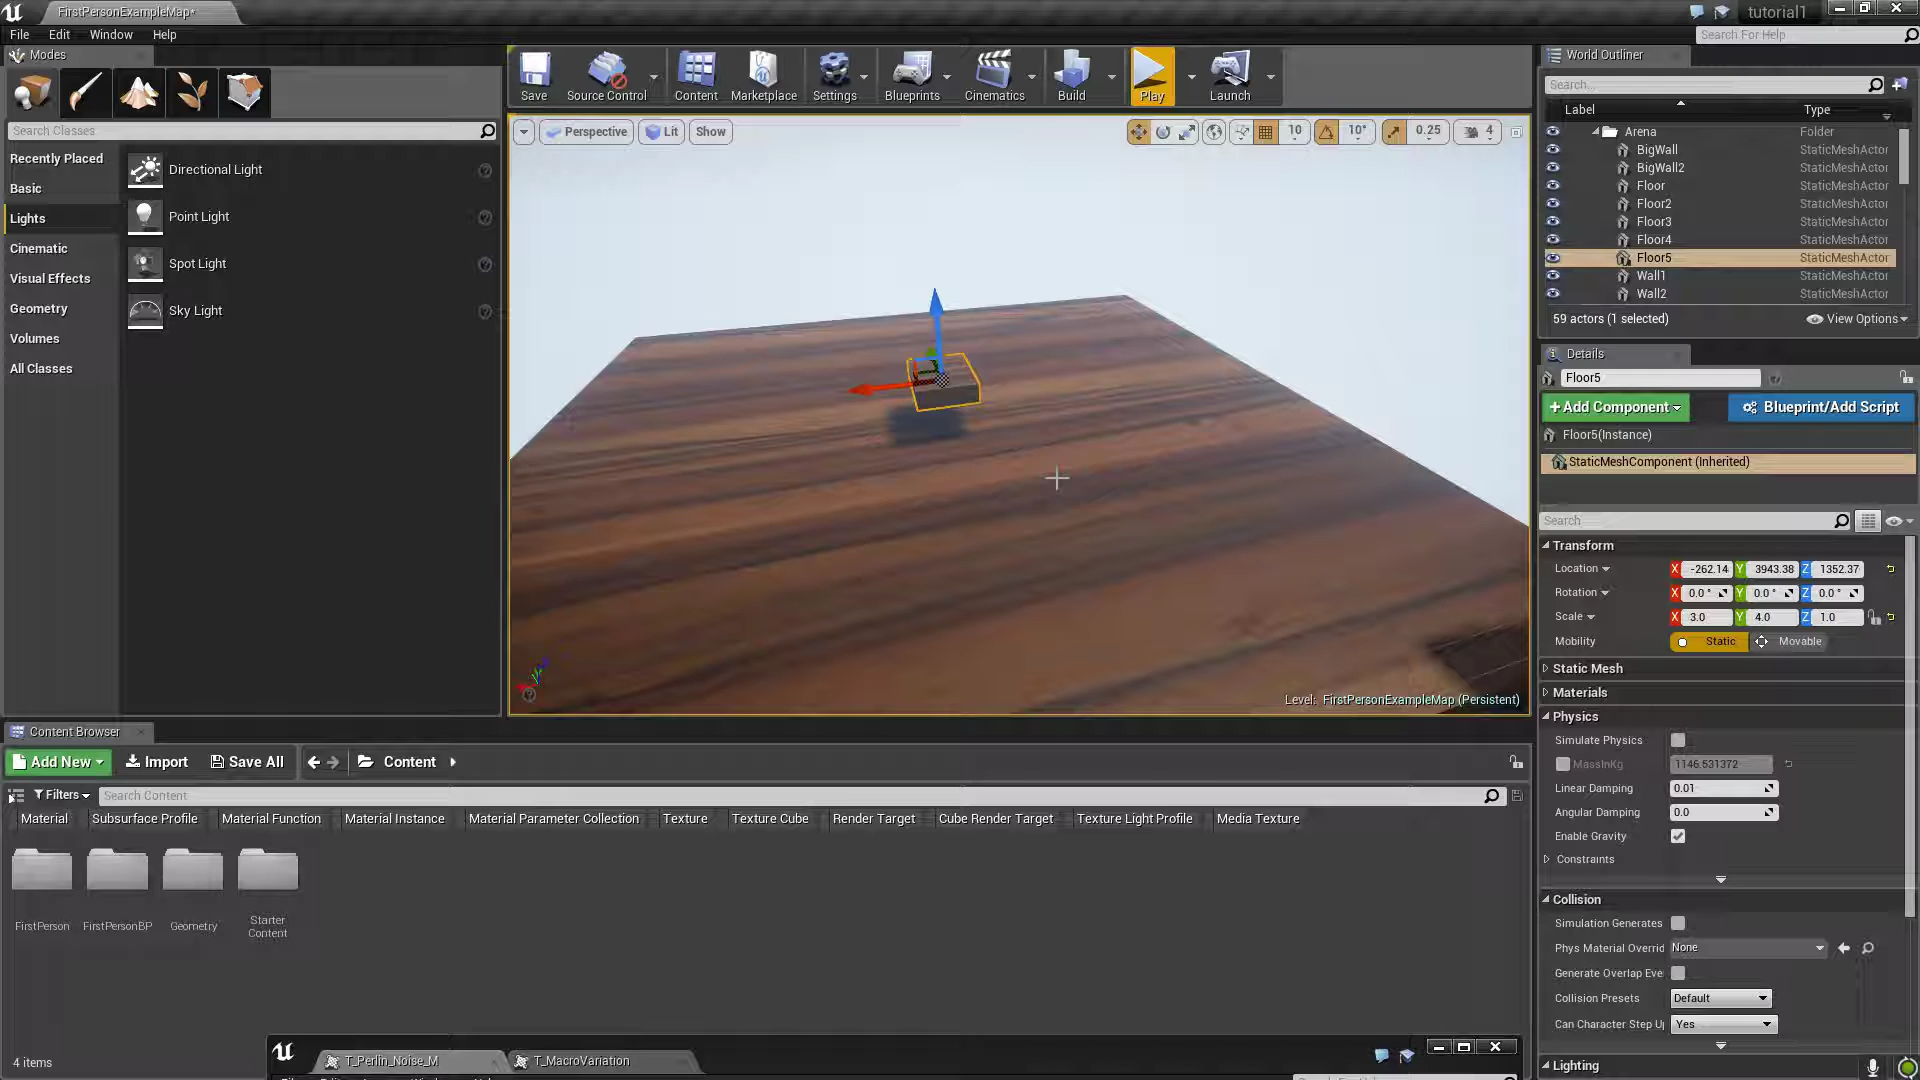 FirstPersonExampleMap*
tutorial1
File Edit Window Help
Search For Help
Modes
Search Classes
Recently Placed
Basic
Lights
Cinematic
Visual Effects
Geometry
Volumes
All Classes
Directional Light
Point Light
Spot Light
Sky Light
Save Source Control Content Marketplace Settings Blueprints Cinematics Build Play Launch
Perspective Lit Show
10 10° 0.25 4
Level: FirstPersonExampleMap (Persistent)
World Outliner
Search...
Label Type
Arena Folder
BigWall StaticMeshActor
BigWall2 StaticMeshActor
Floor StaticMeshActor
Floor2 StaticMeshActor
Floor3 StaticMeshActor
Floor4 StaticMeshActor
Floor5 StaticMeshActor
Wall1 StaticMeshActor
Wall2 StaticMeshActor
59 actors (1 selected) View Options
Details
Floor5
+Add Component Blueprint/Add Script
Floor5(Instance)
StaticMeshComponent (Inherited)
Search
Transform
Location X -262.14 Y 3943.38 Z 1352.37
Rotation X 0.0 ° Y 0.0 ° Z 0.0 °
Scale X 3.0 Y 4.0 Z 1.0
Mobility Static Movable
Static Mesh
Materials
Physics
Simulate Physics
MassInKg 1146.531372
Linear Damping 0.01
Angular Damping 0.0
Enable Gravity
Constraints
Collision
Simulation Generates
Phys Material Overrid None
Generate Overlap Eve
Collision Presets Default
Can Character Step U Yes
Lighting
Content Browser
Add New Import Save All Content
Filters Search Content
Material Subsurface Profile Material Function Material Instance Material Parameter Collection Texture Texture Cube Render Target Cube Render Target Texture Light Profile Media Texture
FirstPerson FirstPersonBP Geometry Starter
Content
4 items
T_Perlin_Noise_M T_MacroVariation